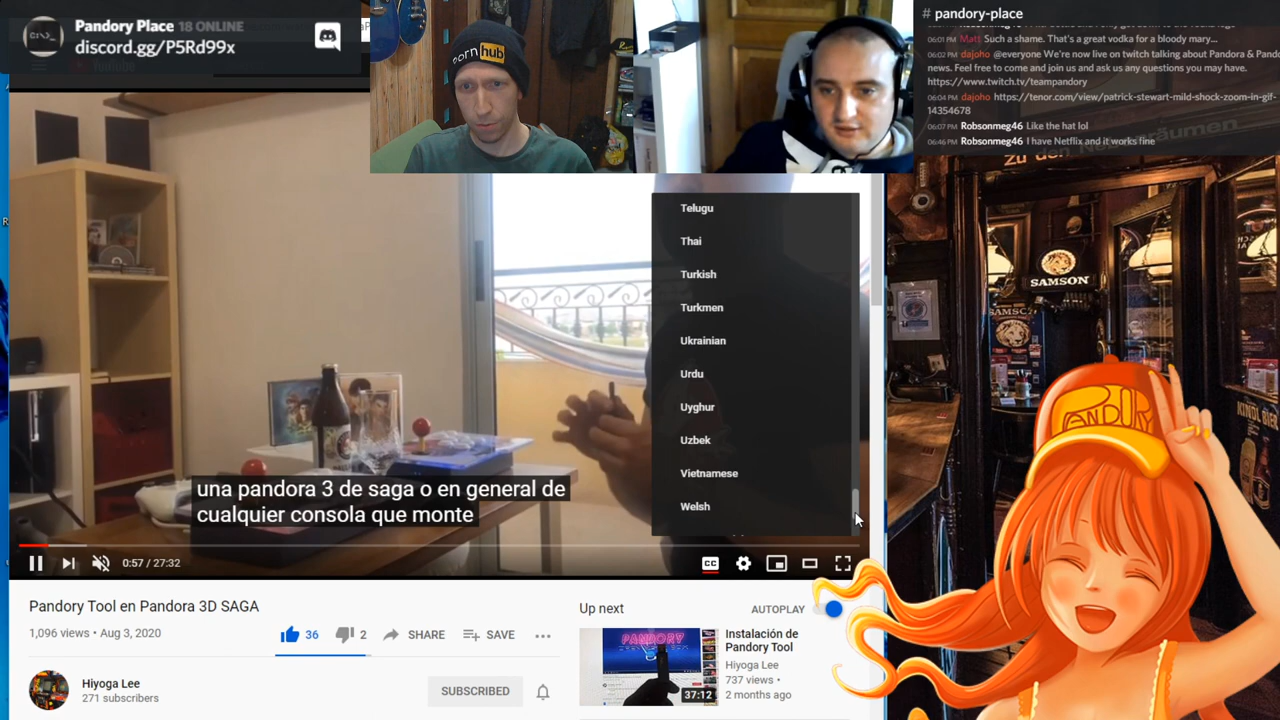 Pandory Place 18 ONLINE
discord.gg/P5Rd99x
YouTube
porn hub
# pandory-place
06:01 PM Matt Such a shame. That's a great vodka for a bloody mary...
06:02 PM dajoho @everyone We're now live on twitch talking about Pandora &
news. Feel free to come and join us and ask us any questions you may have.
https://www.twitch.tv/teampandory
06:04 PM dajoho https://tenor.com/view/patrick-stewart-mild-shock-zoom-in-gif-
14354678
06:07 PM Robsonmeg46 Like the hat lol
06:46 PM Robsonmeg46 I have Netflix and it works fine
Zu den
SAMSON
PANDORY
Telugu
Thai
Turkish
Turkmen
Ukrainian
Urdu
Uyghur
Uzbek
Vietnamese
Welsh
una pandora 3 de saga o en general de
cualquier consola que monte
0:57 / 27:32
CC
Pandory Tool en Pandora 3D SAGA
1,096 views • Aug 3, 2020
36
2
SHARE
SAVE
Hiyoga Lee
271 subscribers
SUBSCRIBED
Up next
AUTOPLAY
PANDORY
37:12
Instalación de
Pandory Tool
Hiyoga Lee
737 views •
2 months ago